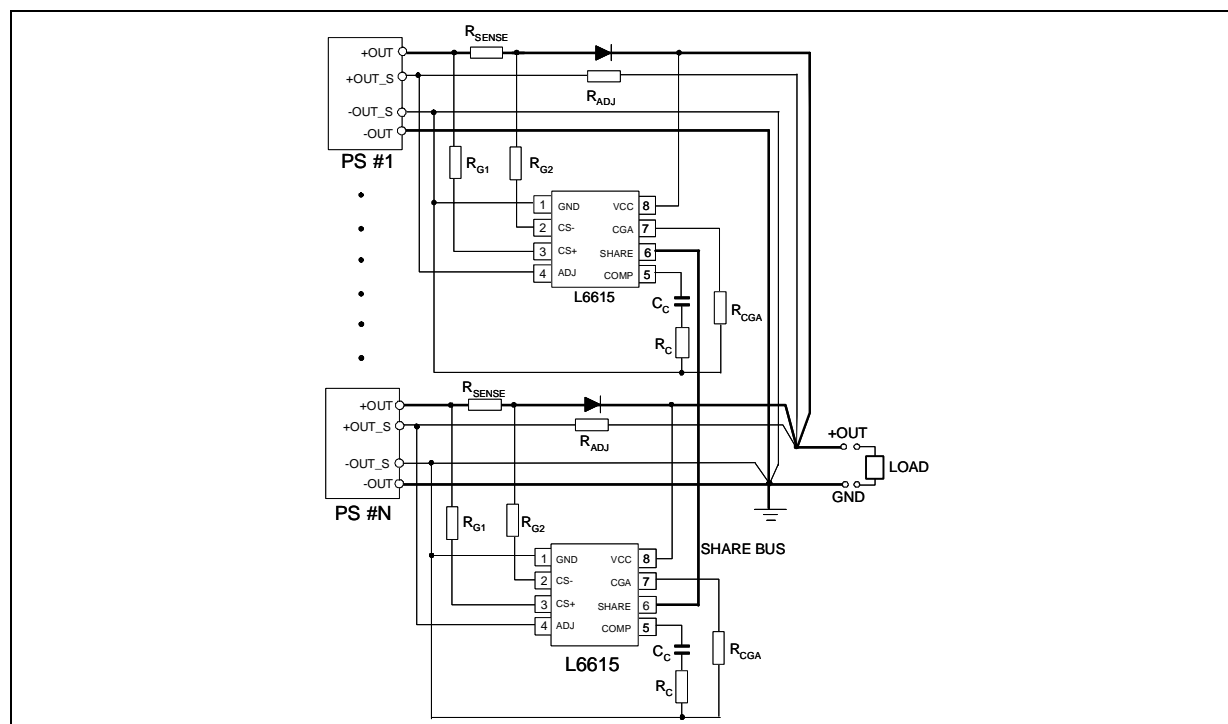 R_SENSE
+OUT
+OUT_S
R_ADJ
-OUT_S
-OUT
PS #1
R_G1
R_G2
1 GND VCC 8
2 CS- CGA 7
3 CS+ SHARE 6
4 ADJ COMP 5
L6615
C_C
R_CGA
R_C
R_SENSE
+OUT
+OUT_S
R_ADJ
+OUT
-OUT_S
LOAD
-OUT
GND
PS #N
R_G1
R_G2
SHARE BUS
1 GND VCC 8
2 CS- CGA 7
3 CS+ SHARE 6
4 ADJ COMP 5
L6615
C_C
R_CGA
R_C